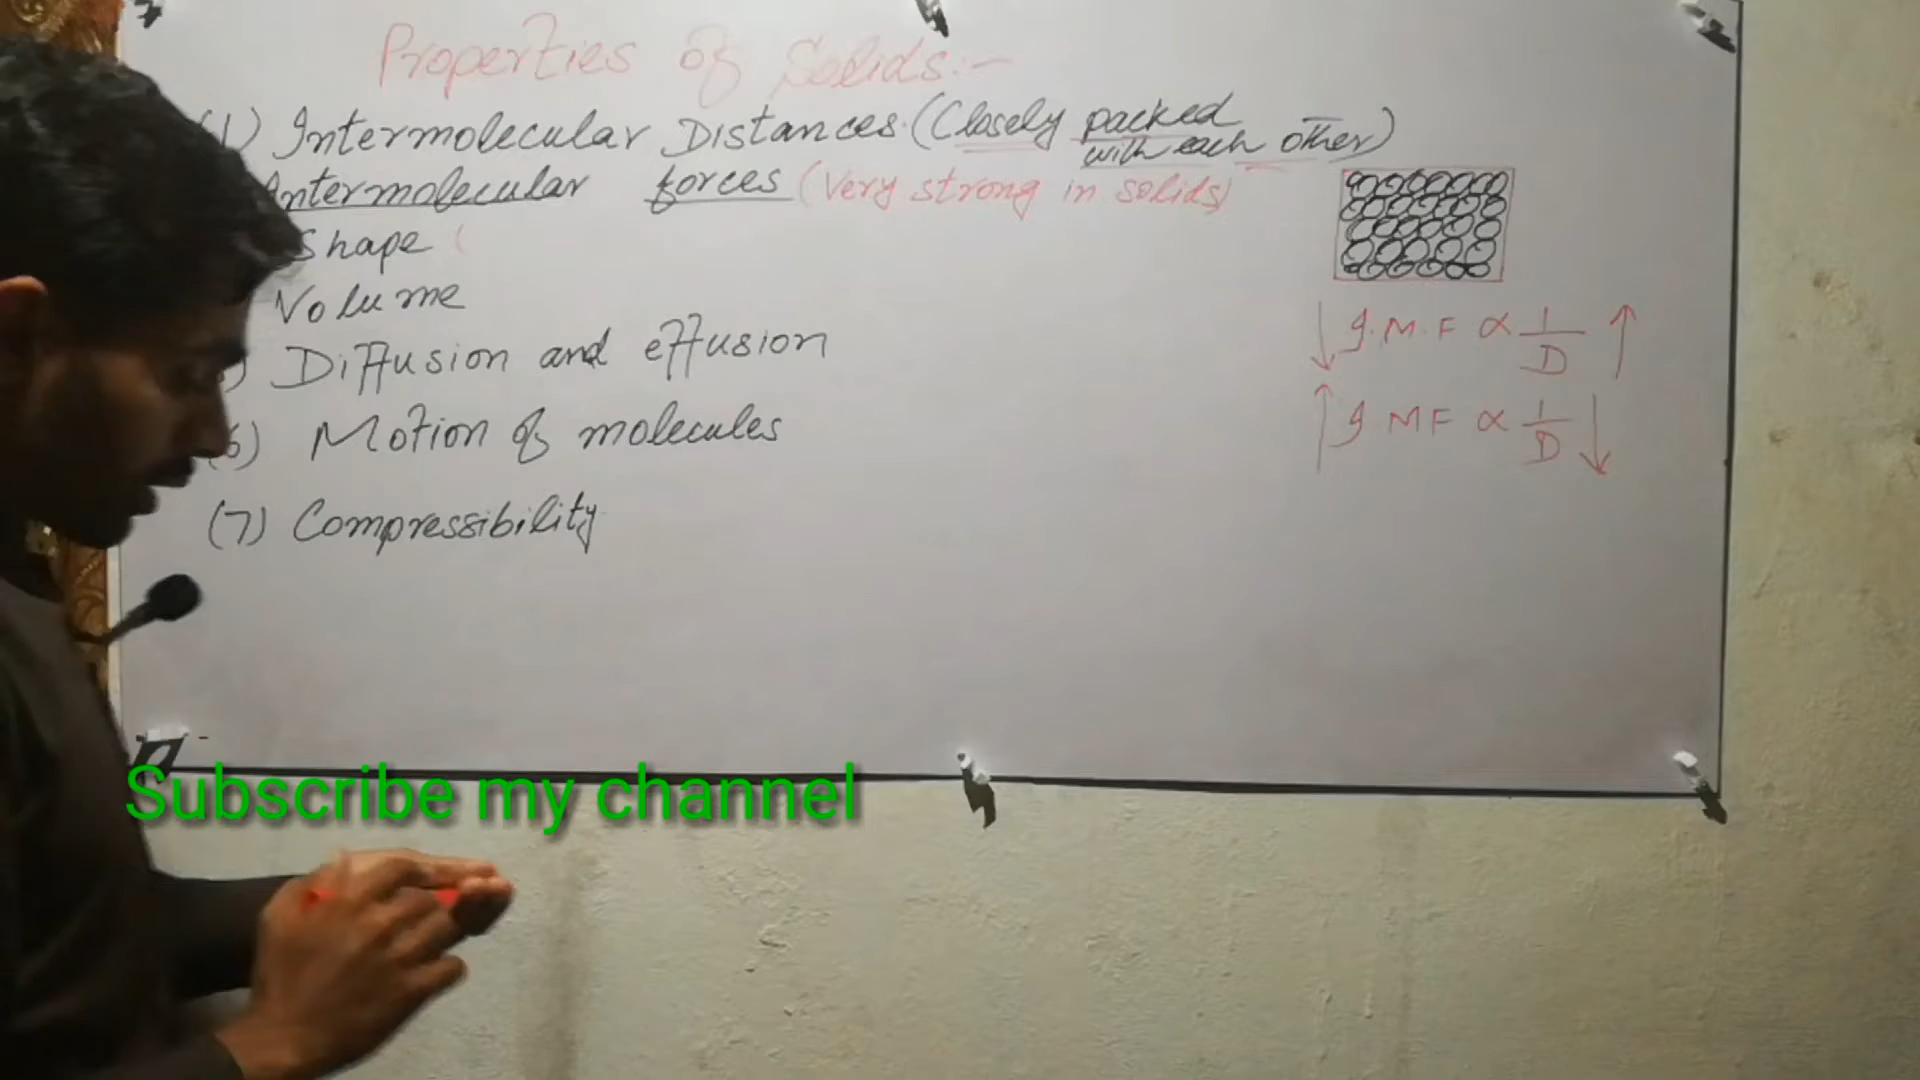 Properties of Solids:-
1) Intermolecular Distances. (Closely packed
with each other)
Intermolecular forces (Very strong in solids)
Shape (
Volume
) Diffusion and effusion
6) Motion of molecules
(7) Compressibility
↓ I.M.F ∝ 1/D ↑
↑ I MF ∝ 1/D ↓
Subscribe my channel